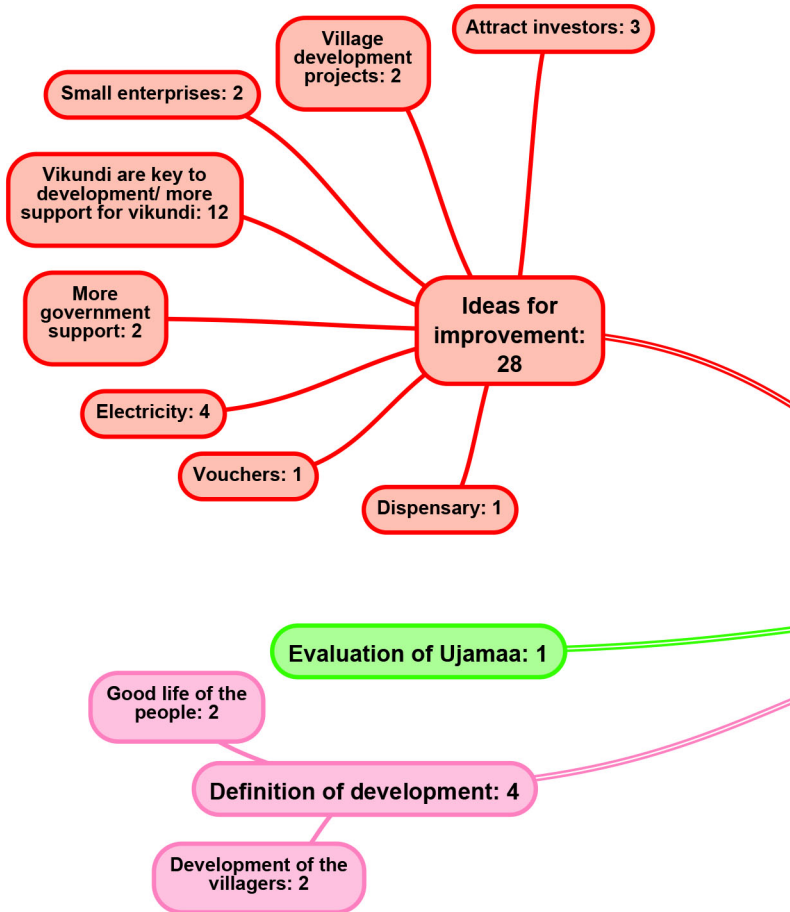 Attract investors: 3
Village
development
projects: 2
Small enterprises: 2
Vikundi are key to
development/ more
support for vikundi: 12
More
government
support: 2
Ideas for
improvement:
28
Electricity: 4
Vouchers: 1
Dispensary: 1
Evaluation of Ujamaa: 1
Good life of the
people: 2
Definition of development: 4
Development of the
villagers: 2